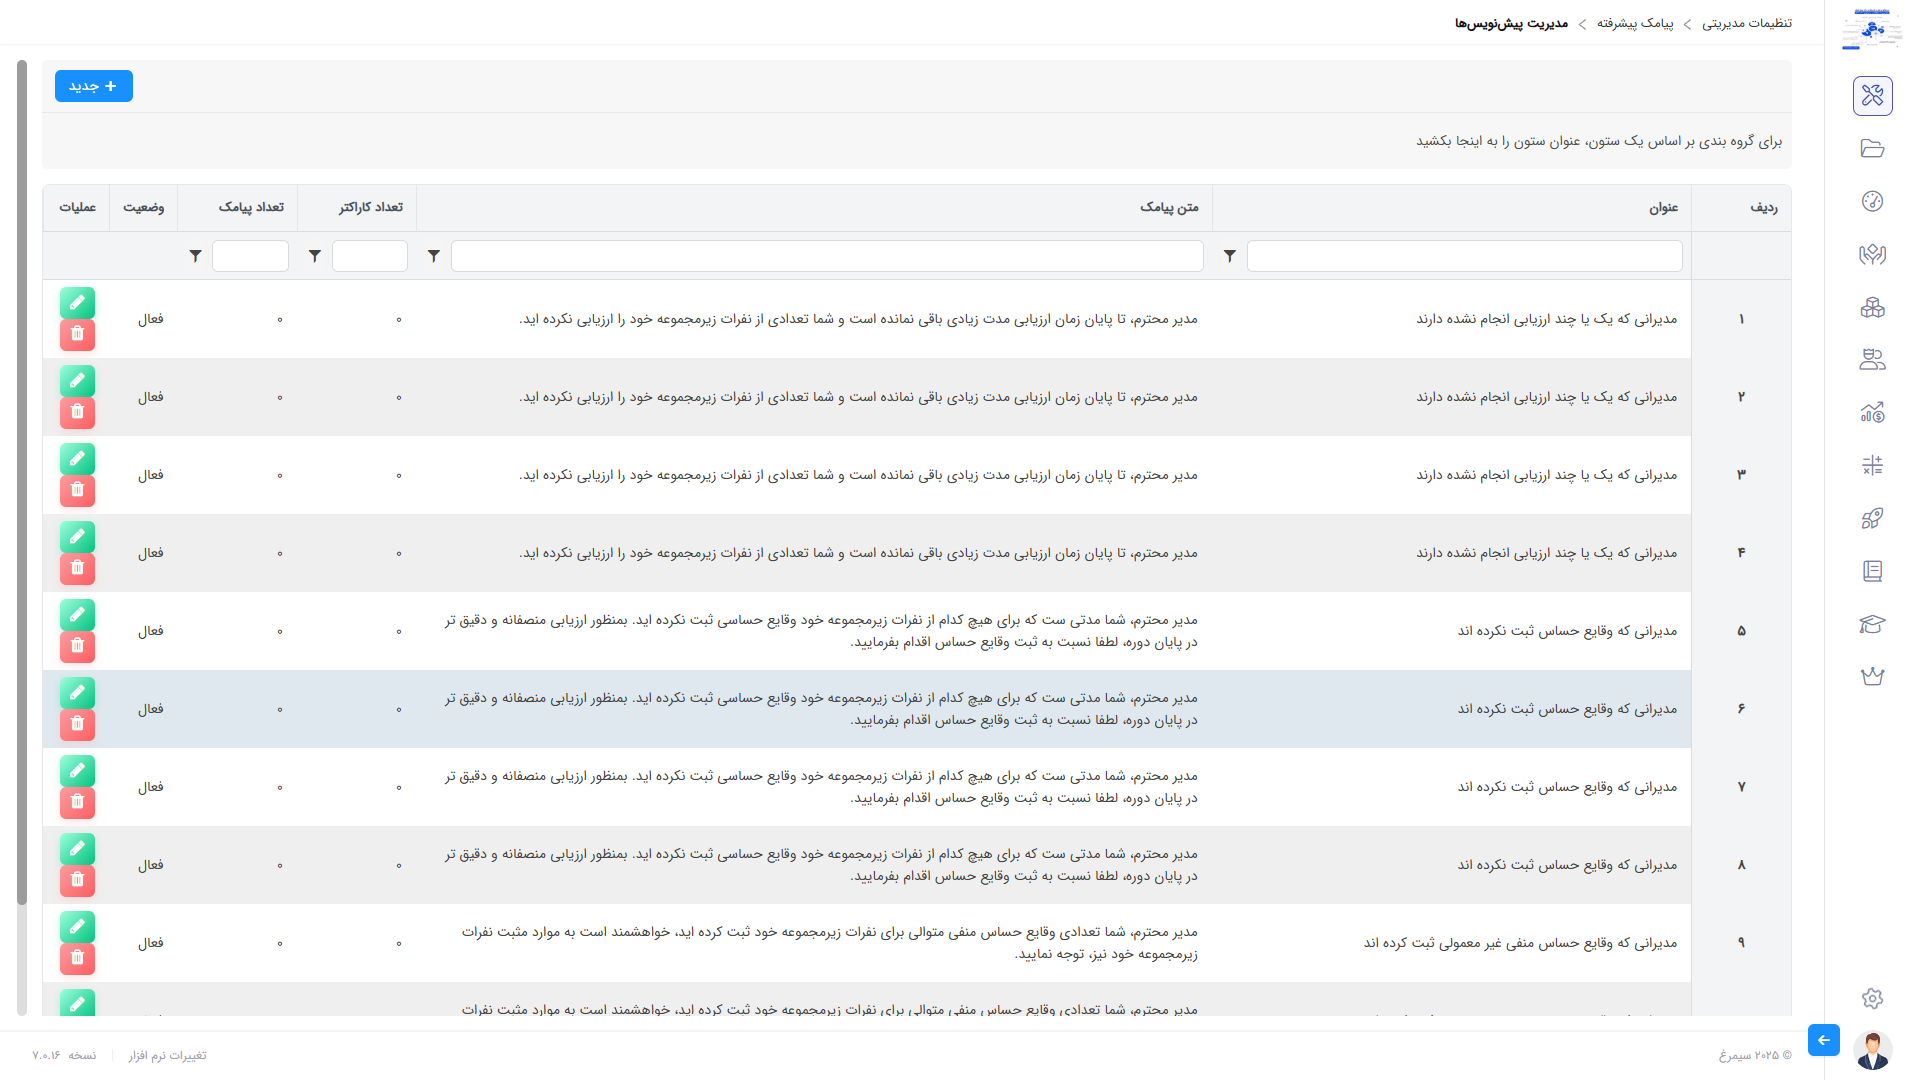 تنظیمات مدیریتی > پیامک پیشرفته > مدیریت پیش‌نویس‌ها
+ جدید
برای گروه بندی بر اساس یک ستون، عنوان ستون را به اینجا بکشید
ردیف عنوان متن پیامک تعداد کاراکتر تعداد پیامک وضعیت عملیات
۱ مدیرانی که یک یا چند ارزیابی انجام نشده دارند مدیر محترم، تا پایان زمان ارزیابی مدت زیادی باقی نمانده است و شما تعدادی از نفرات زیرمجموعه خود را ارزیابی نکرده اید. ۰ ۰ فعال
۲ مدیرانی که یک یا چند ارزیابی انجام نشده دارند مدیر محترم، تا پایان زمان ارزیابی مدت زیادی باقی نمانده است و شما تعدادی از نفرات زیرمجموعه خود را ارزیابی نکرده اید. ۰ ۰ فعال
۳ مدیرانی که یک یا چند ارزیابی انجام نشده دارند مدیر محترم، تا پایان زمان ارزیابی مدت زیادی باقی نمانده است و شما تعدادی از نفرات زیرمجموعه خود را ارزیابی نکرده اید. ۰ ۰ فعال
۴ مدیرانی که یک یا چند ارزیابی انجام نشده دارند مدیر محترم، تا پایان زمان ارزیابی مدت زیادی باقی نمانده است و شما تعدادی از نفرات زیرمجموعه خود را ارزیابی نکرده اید. ۰ ۰ فعال
۵ مدیرانی که وقایع حساس ثبت نکرده اند مدیر محترم، شما مدتی ست که برای هیچ کدام از نفرات زیرمجموعه خود وقایع حساسی ثبت نکرده اید. بمنظور ارزیابی منصفانه و دقیق تر
در پایان دوره، لطفا نسبت به ثبت وقایع حساس اقدام بفرمایید. ۰ ۰ فعال
۶ مدیرانی که وقایع حساس ثبت نکرده اند مدیر محترم، شما مدتی ست که برای هیچ کدام از نفرات زیرمجموعه خود وقایع حساسی ثبت نکرده اید. بمنظور ارزیابی منصفانه و دقیق تر
در پایان دوره، لطفا نسبت به ثبت وقایع حساس اقدام بفرمایید. ۰ ۰ فعال
۷ مدیرانی که وقایع حساس ثبت نکرده اند مدیر محترم، شما مدتی ست که برای هیچ کدام از نفرات زیرمجموعه خود وقایع حساسی ثبت نکرده اید. بمنظور ارزیابی منصفانه و دقیق تر
در پایان دوره، لطفا نسبت به ثبت وقایع حساس اقدام بفرمایید. ۰ ۰ فعال
۸ مدیرانی که وقایع حساس ثبت نکرده اند مدیر محترم، شما مدتی ست که برای هیچ کدام از نفرات زیرمجموعه خود وقایع حساسی ثبت نکرده اید. بمنظور ارزیابی منصفانه و دقیق تر
در پایان دوره، لطفا نسبت به ثبت وقایع حساس اقدام بفرمایید. ۰ ۰ فعال
۹ مدیرانی که وقایع حساس منفی غیر معمولی ثبت کرده اند مدیر محترم، شما تعدادی وقایع حساس منفی متوالی برای نفرات زیرمجموعه خود ثبت کرده اید، خواهشمند است به موارد مثبت نفرات
زیرمجموعه خود نیز، توجه نمایید. ۰ ۰ فعال
مدیر محترم، شما تعدادی وقایع حساس منفی متوالی برای نفرات زیرمجموعه خود ثبت کرده اید، خواهشمند است به موارد مثبت نفرات
© ۲۰۲۵ سیمرغ
تغییرات نرم افزار
نسخه ۷.۰.۱۶